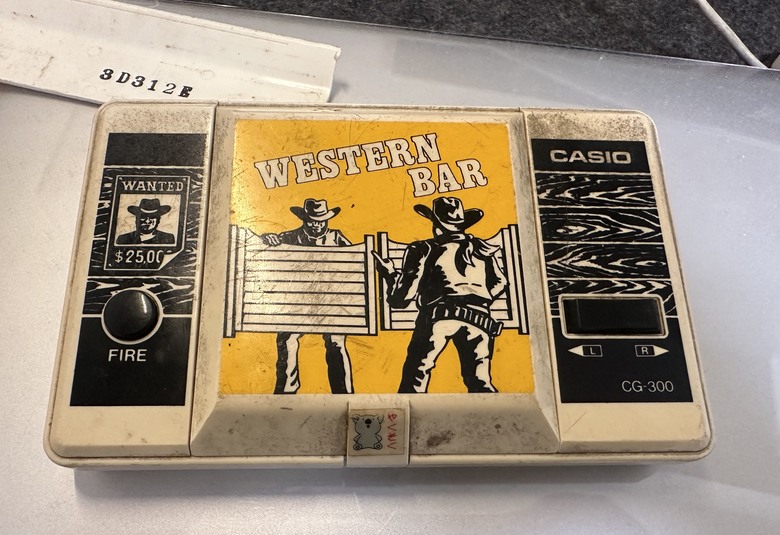 3D312E
WESTERN
BAR
CASIO
WANTED
$25,00
FIRE
L R
CG-300